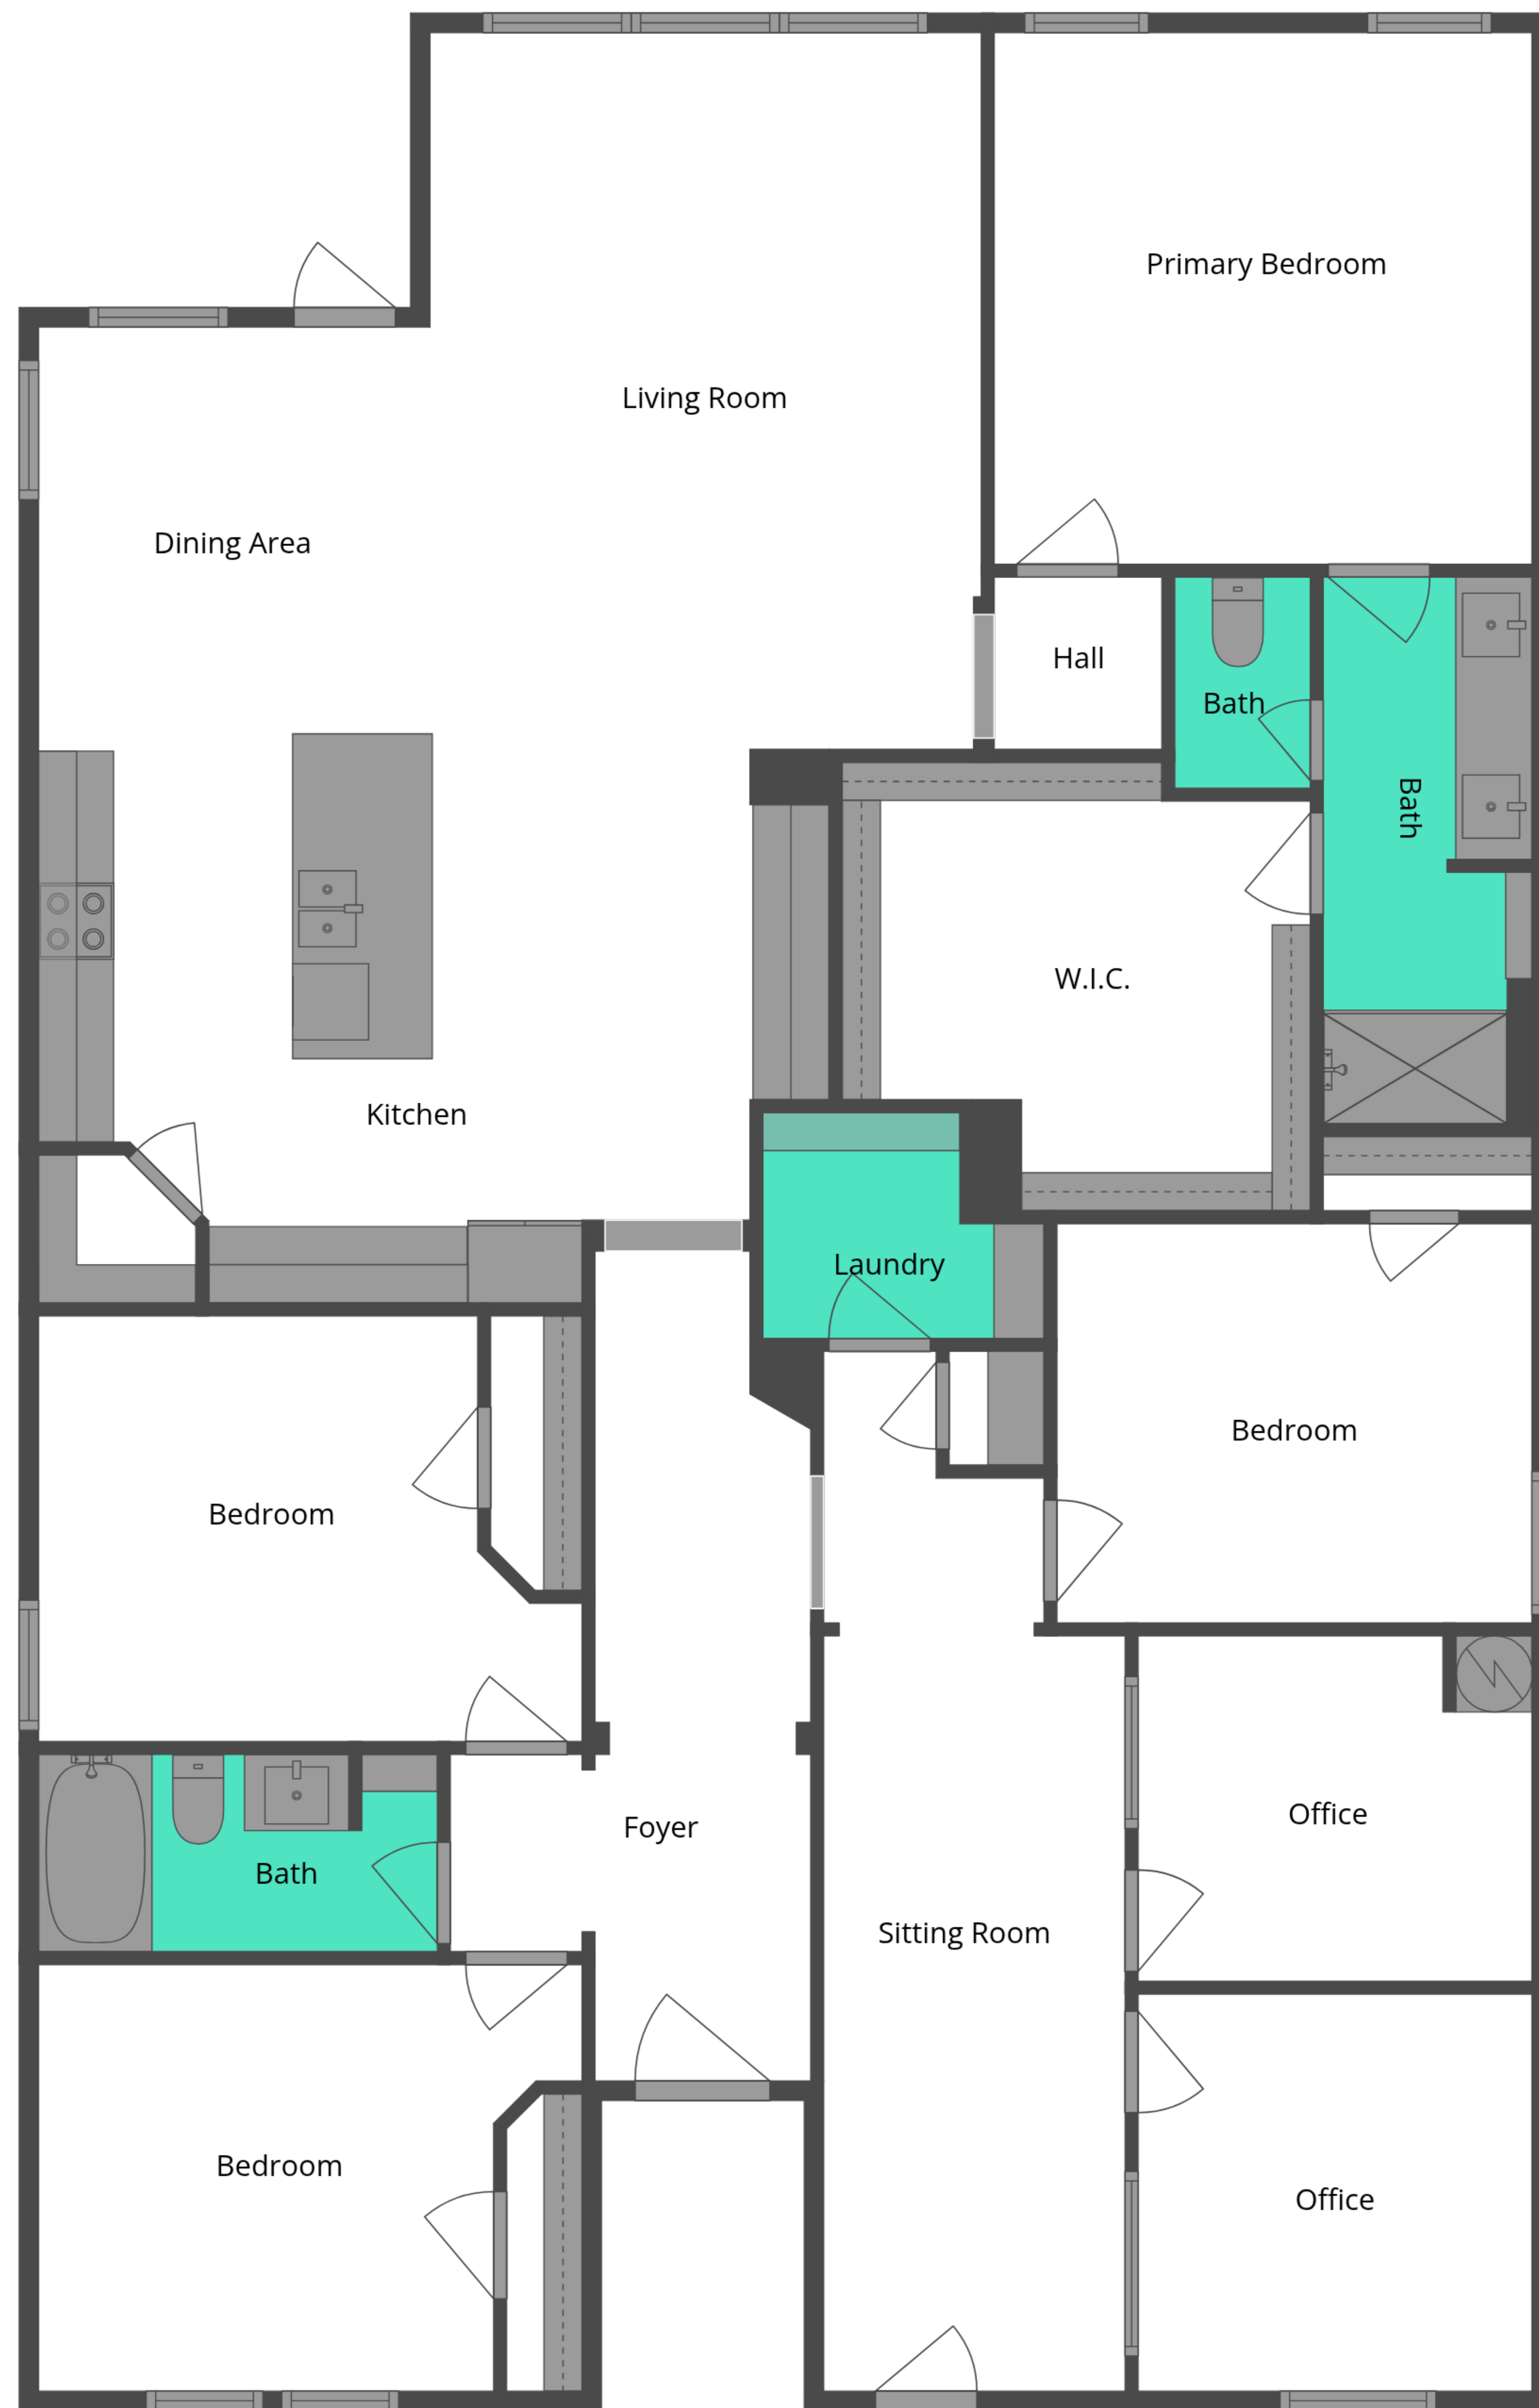 Primary Bedroom
Living Room
Dining Area
Hall
Bath
Bath
W.I.C.
Kitchen
Laundry
Bedroom
Bedroom
Office
Foyer
Bath
Sitting Room
Bedroom
Office